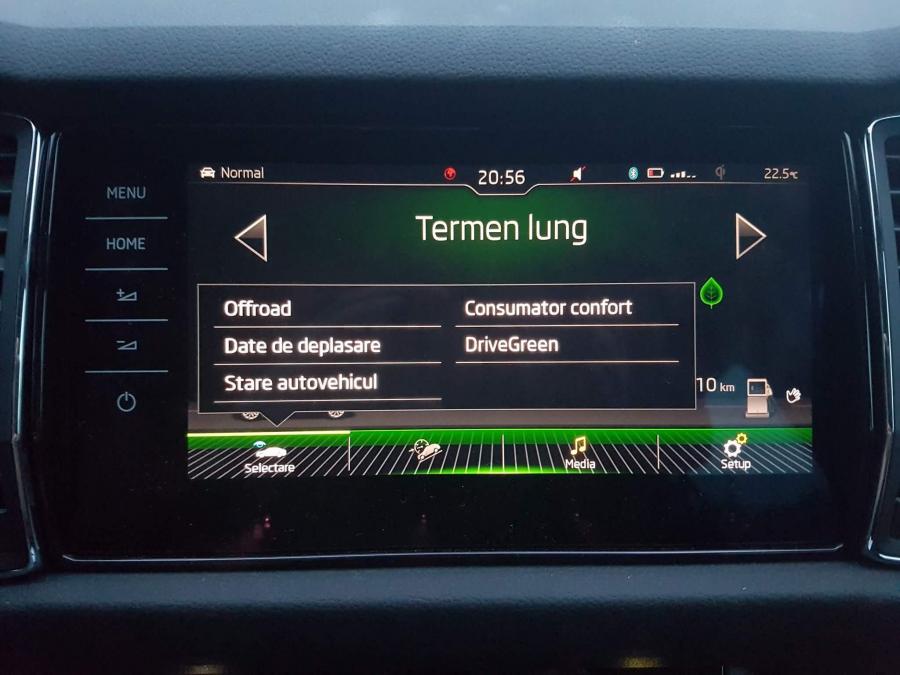 MENU
HOME
Normal
20:56
22.5°C
Termen lung
Offroad
Consumator confort
Date de deplasare
DriveGreen
Stare autovehicul
10 km
Selectare
Media
Setup